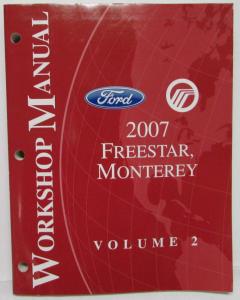 WORKSHOP MANUAL
Ford
2007
FREESTAR,
MONTEREY
VOLUME 2